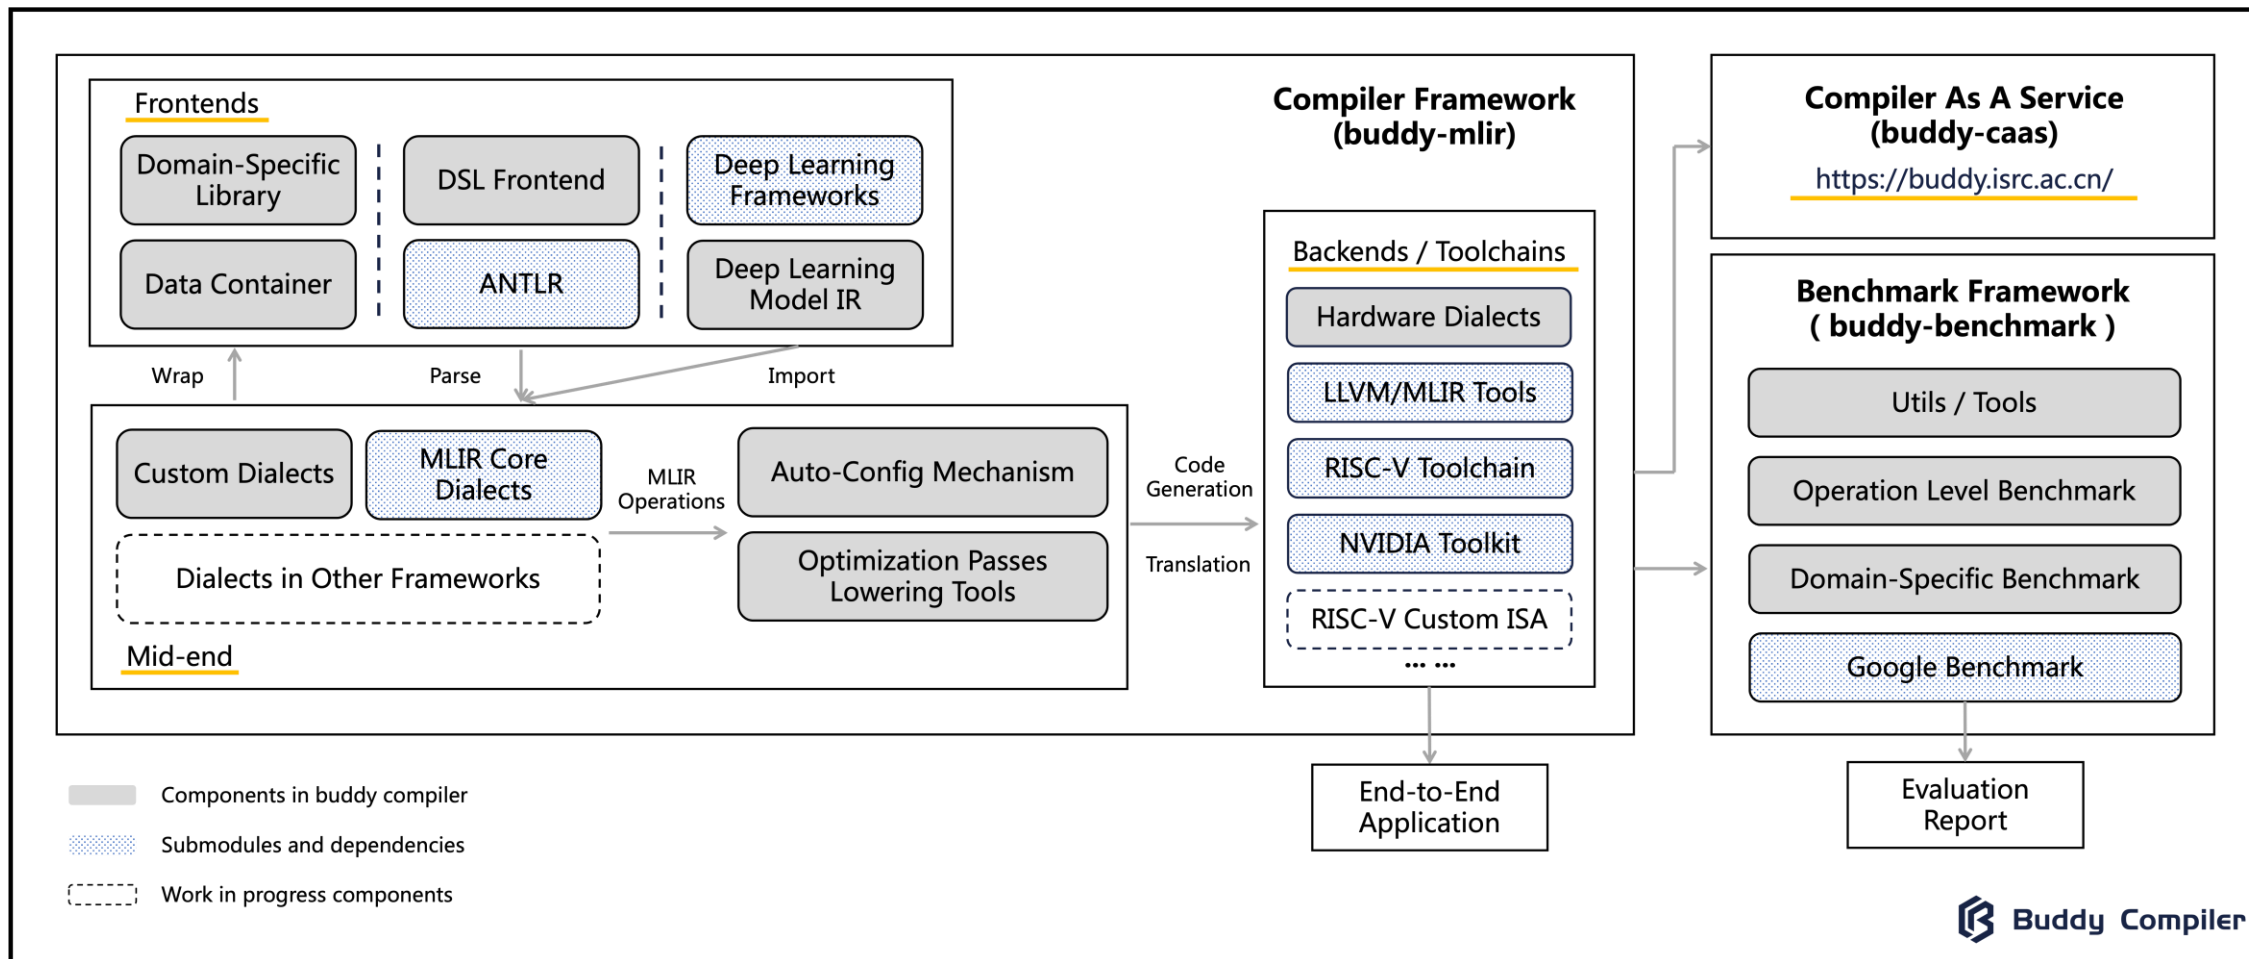 Frontends
Domain-Specific
Library
DSL Frontend
Deep Learning
Frameworks
Data Container
ANTLR
Deep Learning
Model IR
Wrap
Parse
Import
Custom Dialects
MLIR Core
Dialects
Dialects in Other Frameworks
MLIR
Operations
Auto-Config Mechanism
Optimization Passes
Lowering Tools
Mid-end
Code
Generation
Translation
Compiler Framework
(buddy-mlir)
Backends / Toolchains
Hardware Dialects
LLVM/MLIR Tools
RISC-V Toolchain
NVIDIA Toolkit
RISC-V Custom ISA
... ...
End-to-End
Application
Compiler As A Service
(buddy-caas)
https://buddy.isrc.ac.cn/
Benchmark Framework
( buddy-benchmark )
Utils / Tools
Operation Level Benchmark
Domain-Specific Benchmark
Google Benchmark
Evaluation
Report
Components in buddy compiler
Submodules and dependencies
Work in progress components
Buddy Compiler